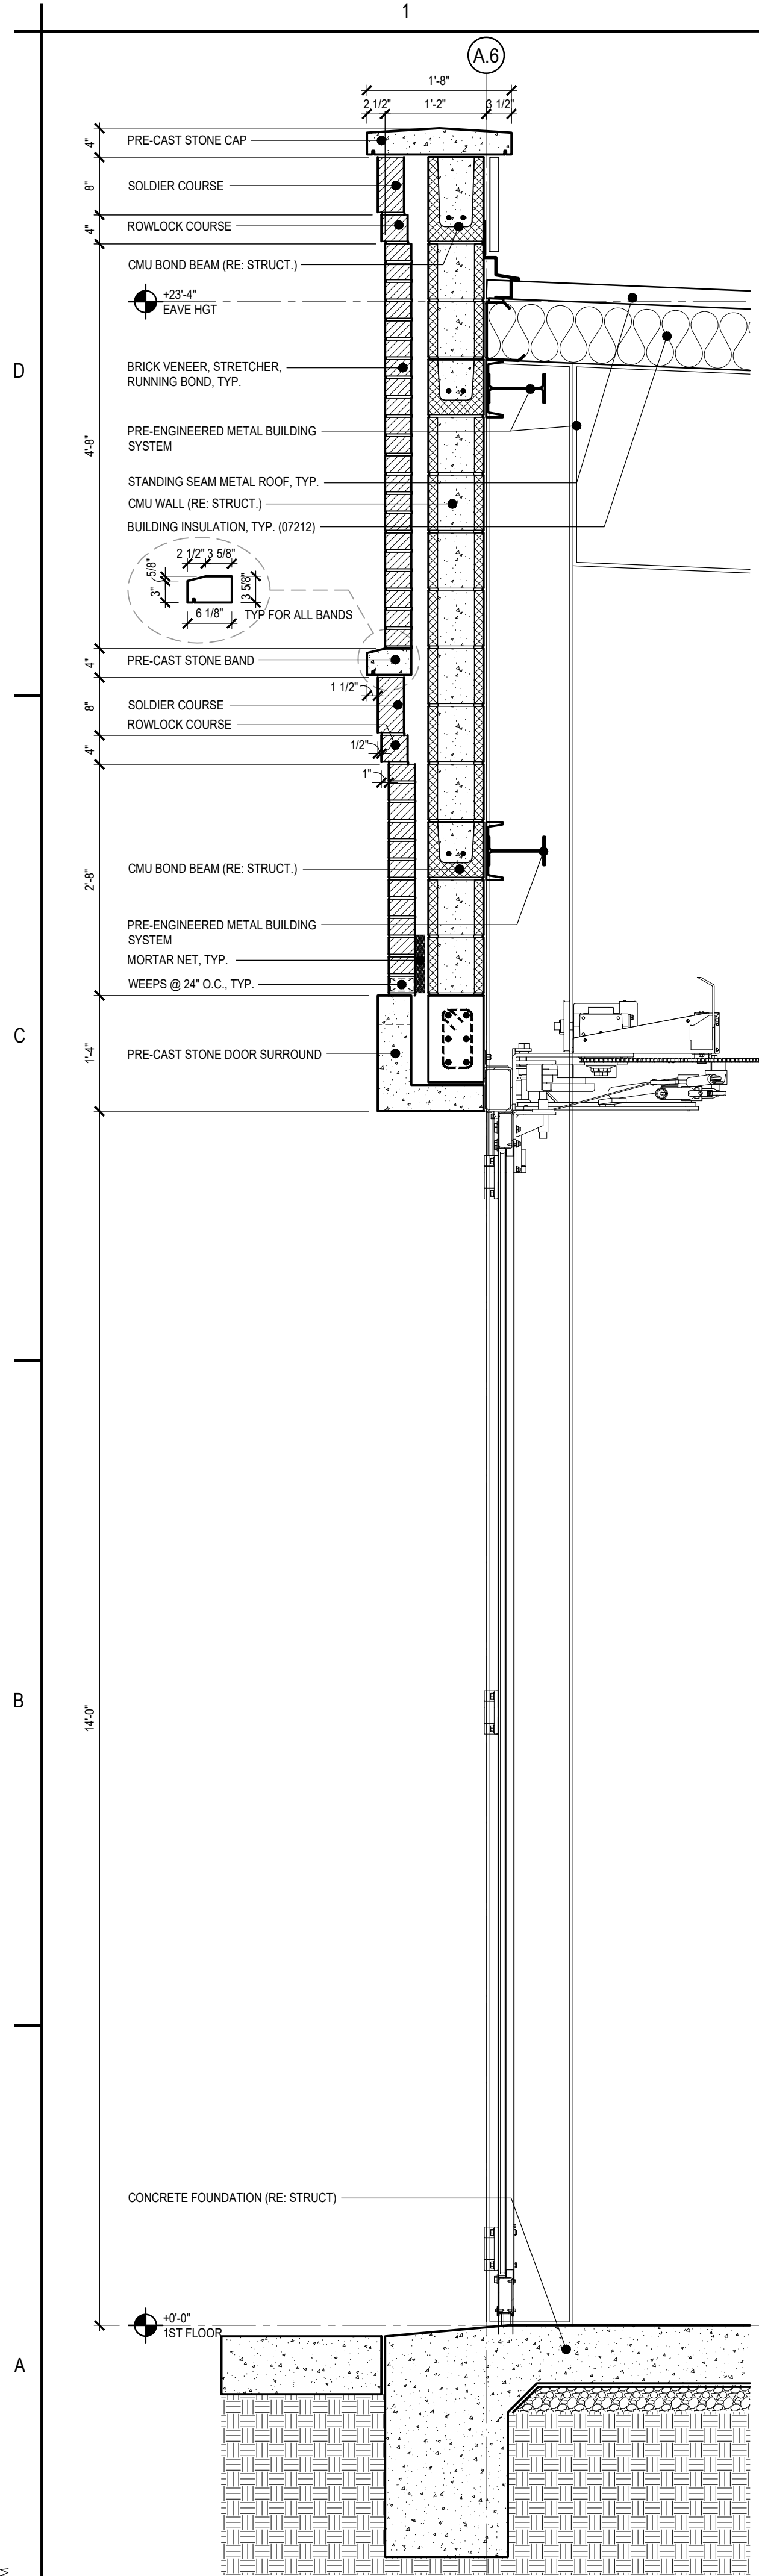 1
A.6
1'-8"
2 1/2" 1'-2" 3 1/2"
4"
PRE-CAST STONE CAP
8"
SOLDIER COURSE
4"
ROWLOCK COURSE
CMU BOND BEAM (RE: STRUCT.)
+23'-4"
EAVE HGT
D
BRICK VENEER, STRETCHER,
RUNNING BOND, TYP.
4'-8"
PRE-ENGINEERED METAL BUILDING
SYSTEM
STANDING SEAM METAL ROOF, TYP.
CMU WALL (RE: STRUCT.)
BUILDING INSULATION, TYP. (07212)
2 1/2" 3 5/8"
5/8"
3"
3 5/8"
6 1/8"
TYP FOR ALL BANDS
4"
PRE-CAST STONE BAND
1 1/2"
8"
SOLDIER COURSE
ROWLOCK COURSE
4"
1/2"
1"
CMU BOND BEAM (RE: STRUCT.)
2'-8"
PRE-ENGINEERED METAL BUILDING
SYSTEM
MORTAR NET, TYP.
WEEPS @ 24" O.C., TYP.
C
1'-4"
PRE-CAST STONE DOOR SURROUND
B
14'-0"
CONCRETE FOUNDATION (RE: STRUCT)
+0'-0"
1ST FLOOR
A
M